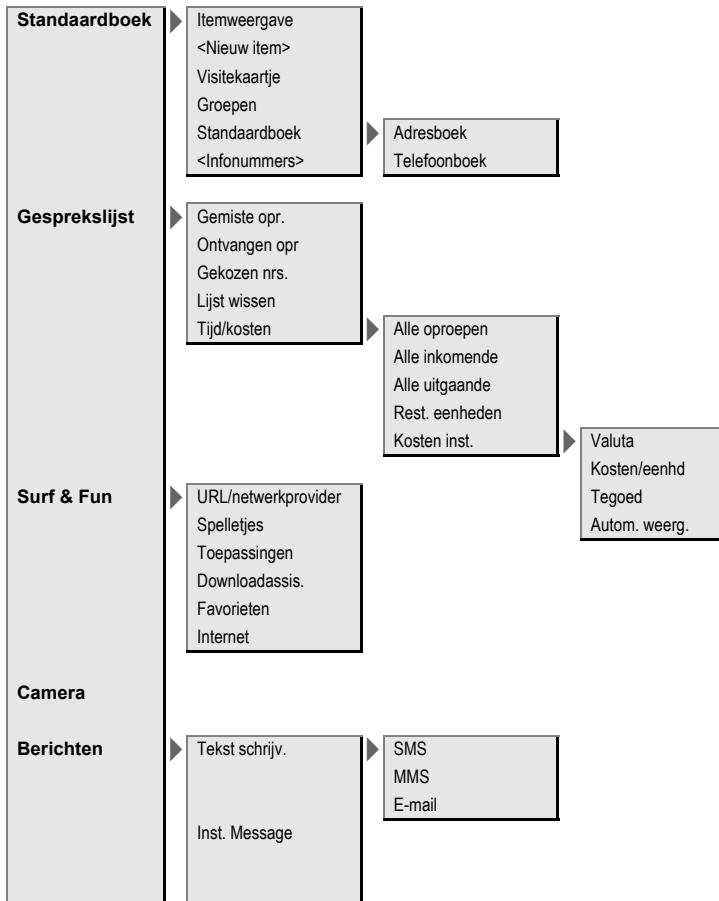 Standaardboek
Itemweergave
<Nieuw item>
Visitekaartje
Groepen
Standaardboek
<Infonummers>
Adresboek
Telefoonboek
Gesprekslijst
Gemiste opr.
Ontvangen opr
Gekozen nrs.
Lijst wissen
Tijd/kosten
Alle oproepen
Alle inkomende
Alle uitgaande
Rest. eenheden
Kosten inst.
Valuta
Kosten/eenhd
Tegoed
Autom. weerg.
Surf & Fun
URL/netwerkprovider
Spelletjes
Toepassingen
Downloadassis.
Favorieten
Internet
Camera
Berichten
Tekst schrijv.
SMS
MMS
E-mail
Inst. Message